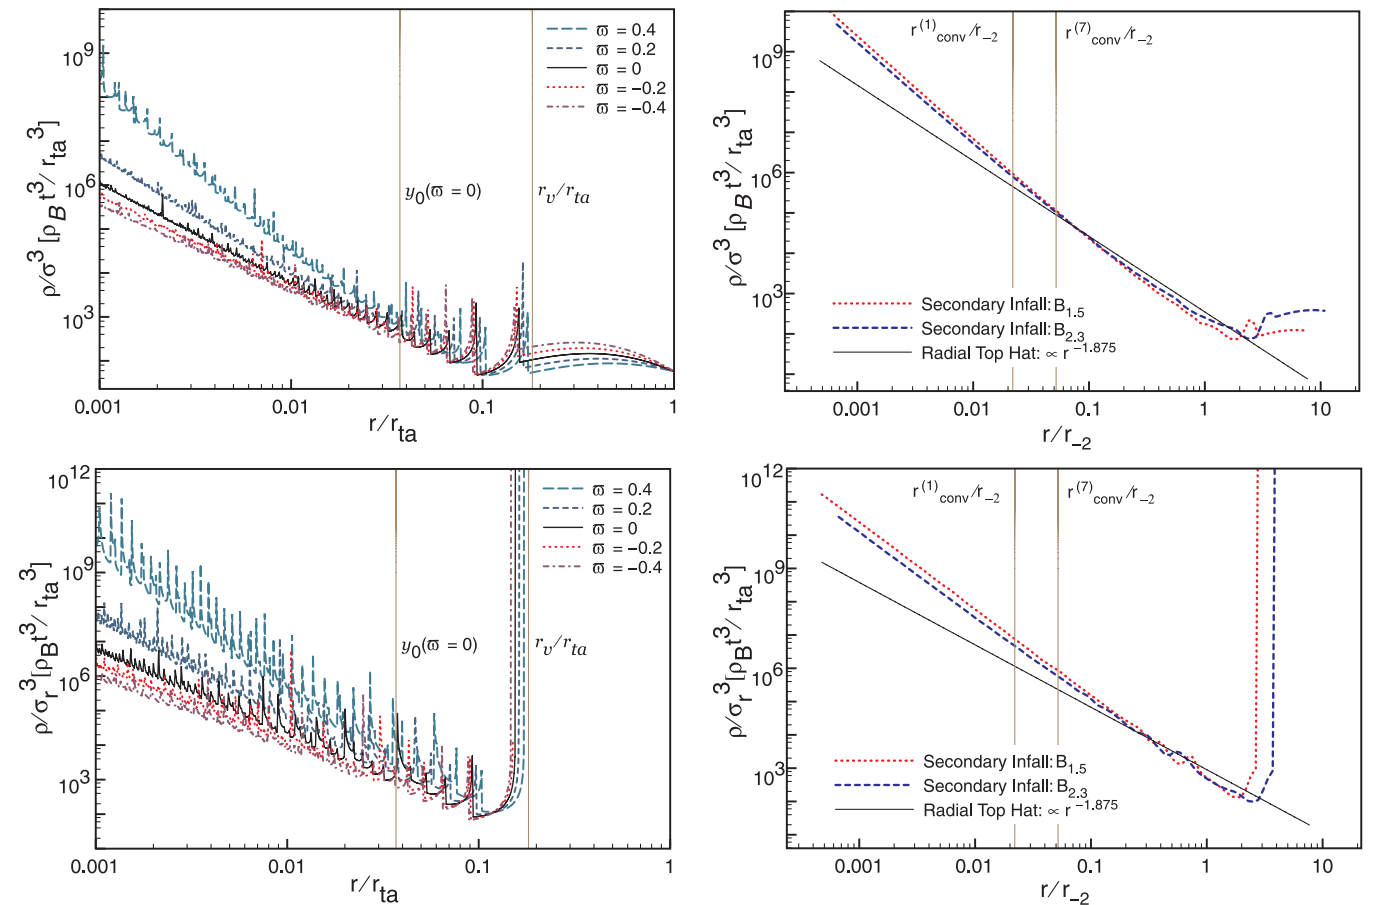 10^9
10^6
10^3
ρ/σ^3 [ρ_B t^3/ r_ta^3]
0.001
0.01
0.1
1
r/r_ta
ϖ = 0.4
ϖ = 0.2
ϖ = 0
ϖ = −0.2
ϖ = −0.4
y_0(ϖ = 0)
r_v/r_ta
10^9
10^6
10^3
ρ/σ^3 [ρ_B t^3/ r_ta^3]
0.001
0.01
0.1
1
10
r/r_-2
r^(1)_conv/r_−2
r^(7)_conv/r_−2
Secondary Infall: B_1.5
Secondary Infall: B_2.3
Radial Top Hat: ∝ r^−1.875
10^12
10^9
10^6
10^3
ρ/σ_r^3 [ρ_B t^3/ r_ta^3]
0.001
0.01
0.1
1
r/r_ta
ϖ = 0.4
ϖ = 0.2
ϖ = 0
ϖ = −0.2
ϖ = −0.4
y_0(ϖ = 0)
r_v/r_ta
10^12
10^9
10^6
10^3
ρ/σ_r^3 [ρ_B t^3/ r_ta^3]
0.001
0.01
0.1
1
10
r/r_-2
r^(1)_conv/r_−2
r^(7)_conv/r_−2
Secondary Infall: B_1.5
Secondary Infall: B_2.3
Radial Top Hat: ∝ r^−1.875